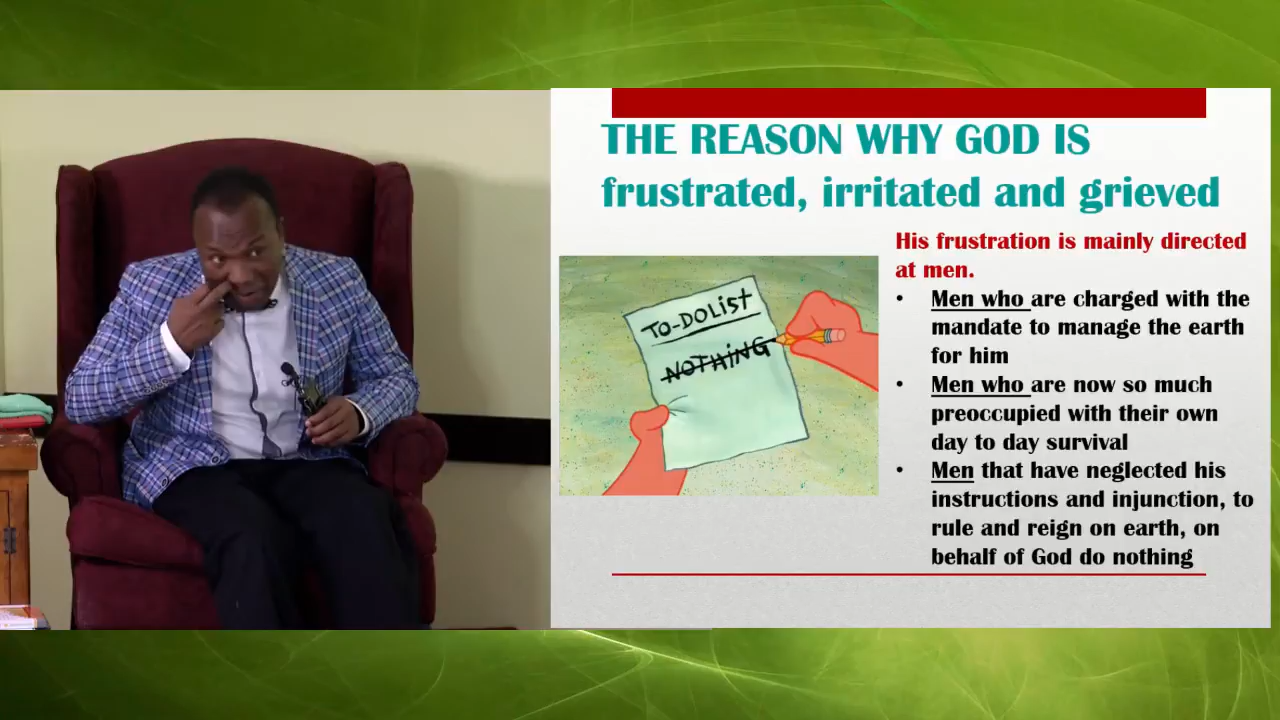 THE REASON WHY GOD IS
frustrated, irritated and grieved
His frustration is mainly directed
at men.
• Men who are charged with the
mandate to manage the earth
for him
• Men who are now so much
preoccupied with their own
day to day survival
• Men that have neglected his
instructions and injunction, to
rule and reign on earth, on
behalf of God do nothing
TO-DO LIST
NOTHING